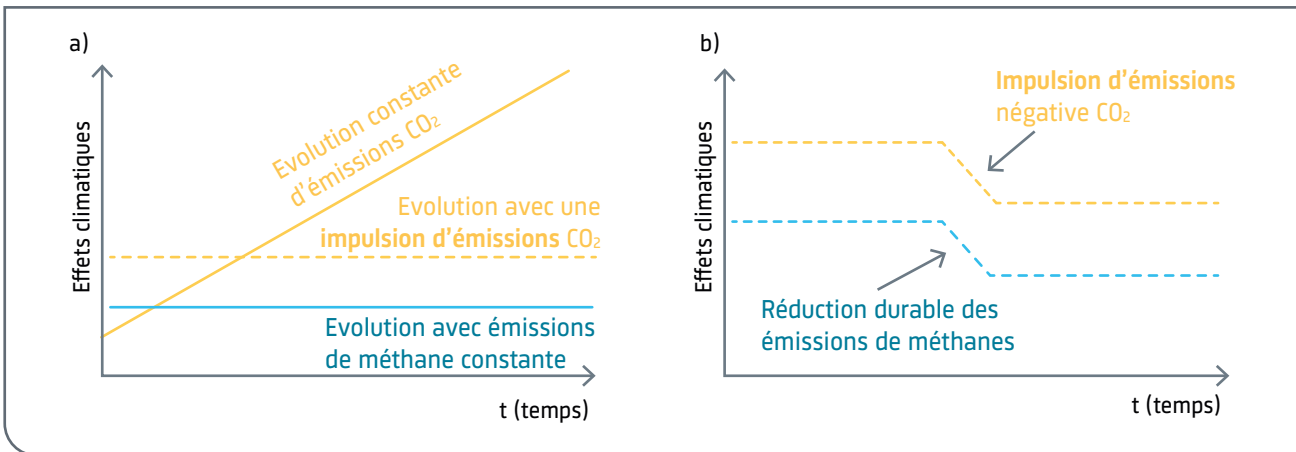 a)
Effets climatiques
Evolution constante
d'émissions CO₂
Evolution avec une
impulsion d'émissions CO₂
Evolution avec émissions
de méthane constante
t (temps)
b)
Effets climatiques
Impulsion d'émissions
négative CO₂
Réduction durable des
émissions de méthanes
t (temps)